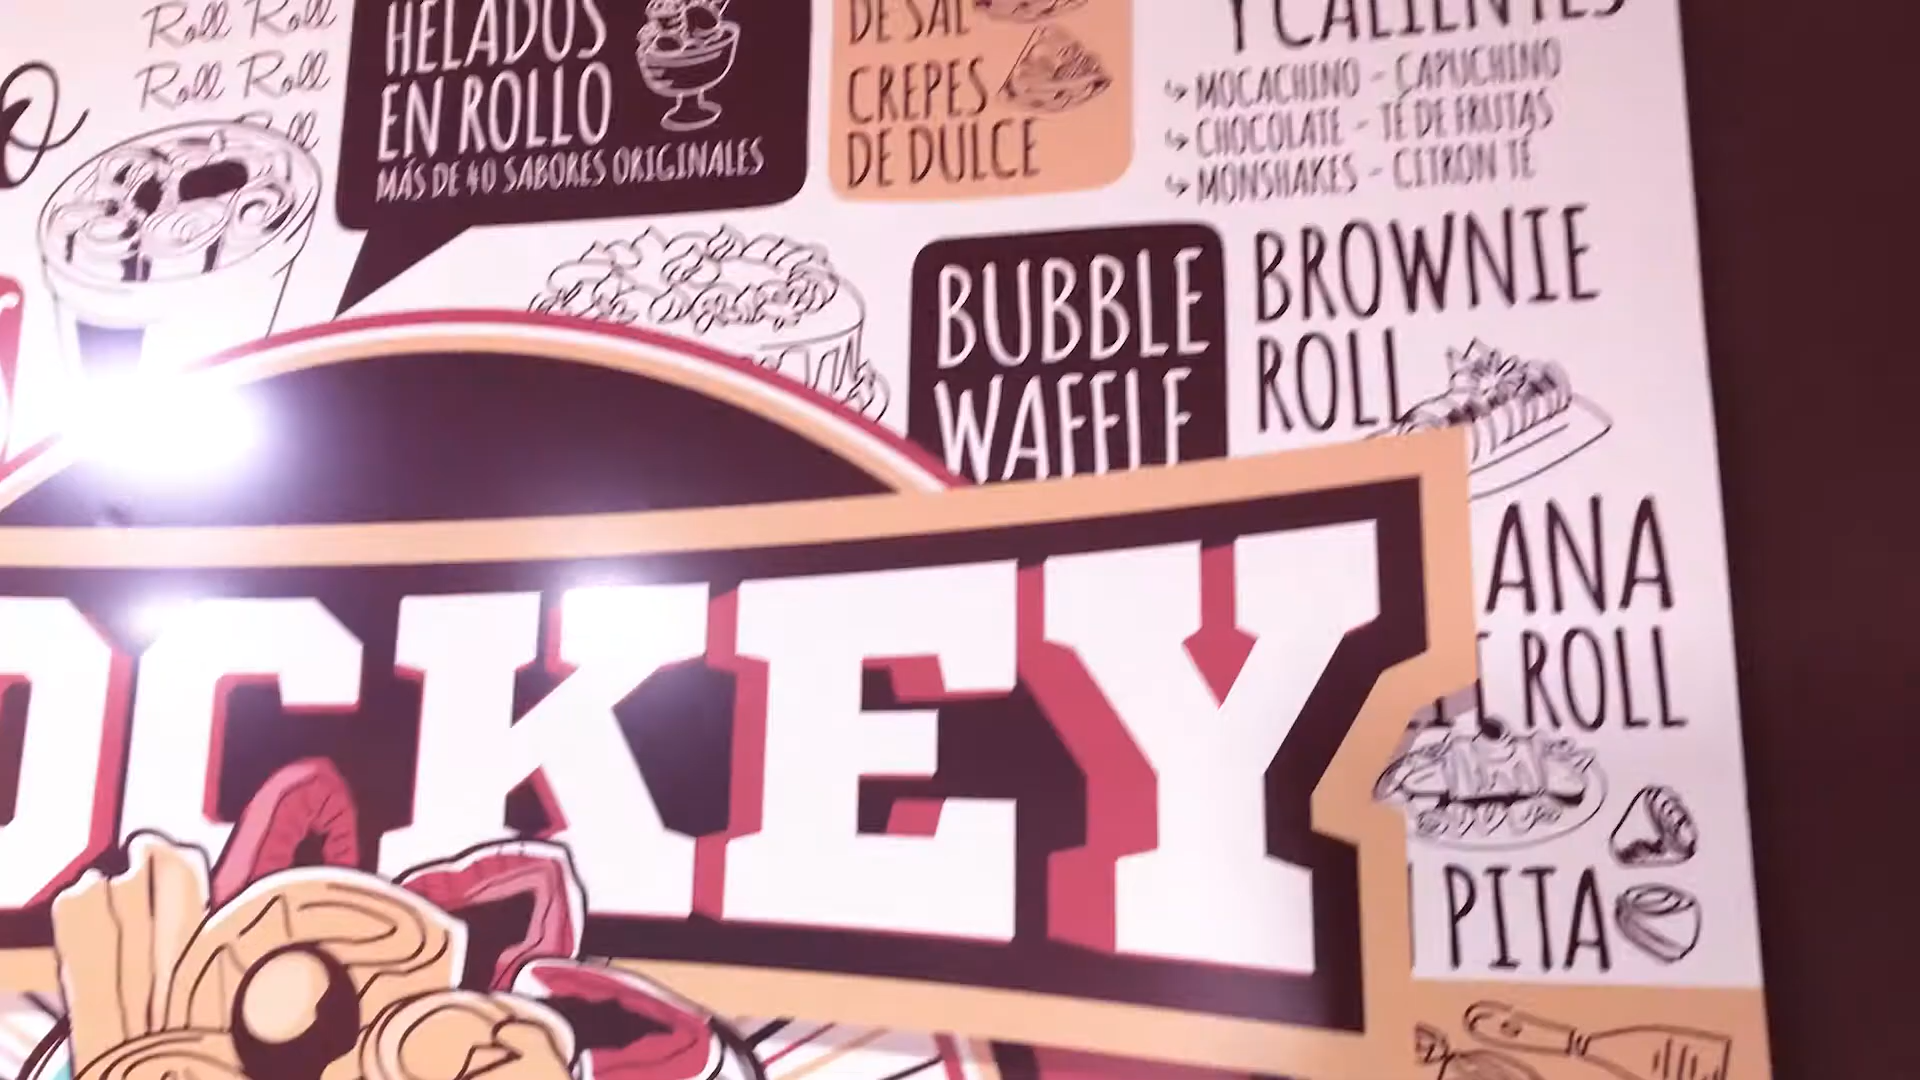 Roll Roll
Roll Roll
HELADOS
EN ROLLO
MÁS DE 40 SABORES ORIGINALES
DE SAL
CREPES
DE DULCE
Y CALIENTES
MOCACHINO - CAPUCHINO
CHOCOLATE - TÉ DE FRUTAS
MONSHAKES - CITRON TÉ
BUBBLE
WAFFLE
BROWNIE
ROLL
OCKEY
ANA
ROLL
PITA